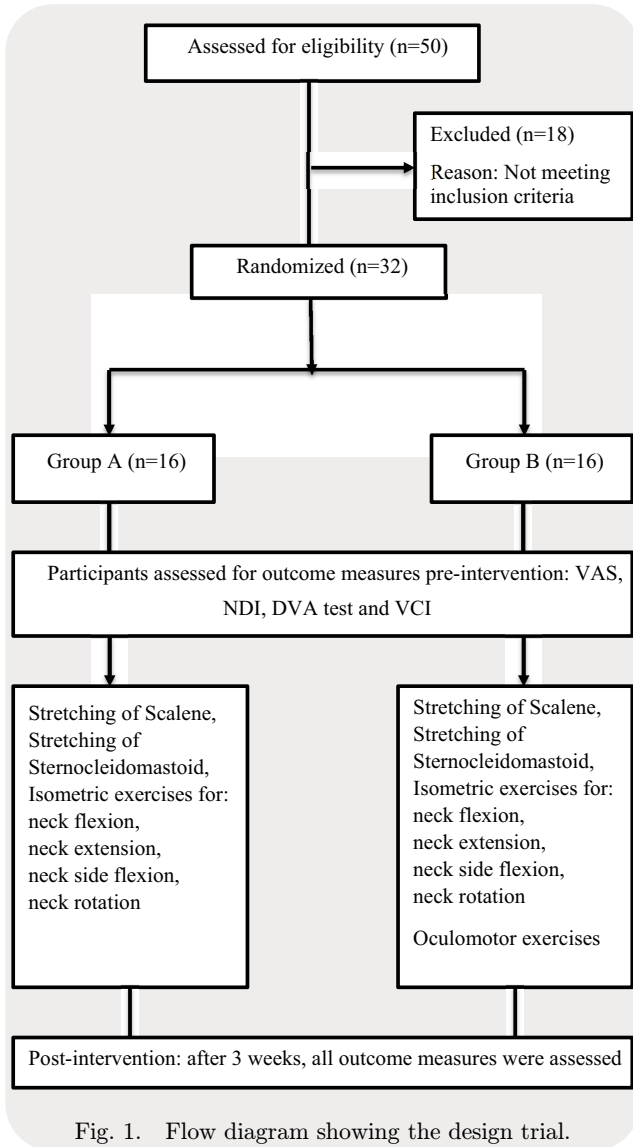 Assessed for eligibility (n=50)
Excluded (n=18)
Reason: Not meeting
inclusion criteria
Randomized (n=32)
Group A (n=16)
Group B (n=16)
Participants assessed for outcome measures pre-intervention: VAS,
NDI, DVA test and VCI
Stretching of Scalene,
Stretching of
Sternocleidomastoid,
Isometric exercises for:
neck flexion,
neck extension,
neck side flexion,
neck rotation
Stretching of Scalene,
Stretching of
Sternocleidomastoid,
Isometric exercises for:
neck flexion,
neck extension,
neck side flexion,
neck rotation
Oculomotor exercises
Post-intervention: after 3 weeks, all outcome measures were assessed
Fig. 1. Flow diagram showing the design trial.